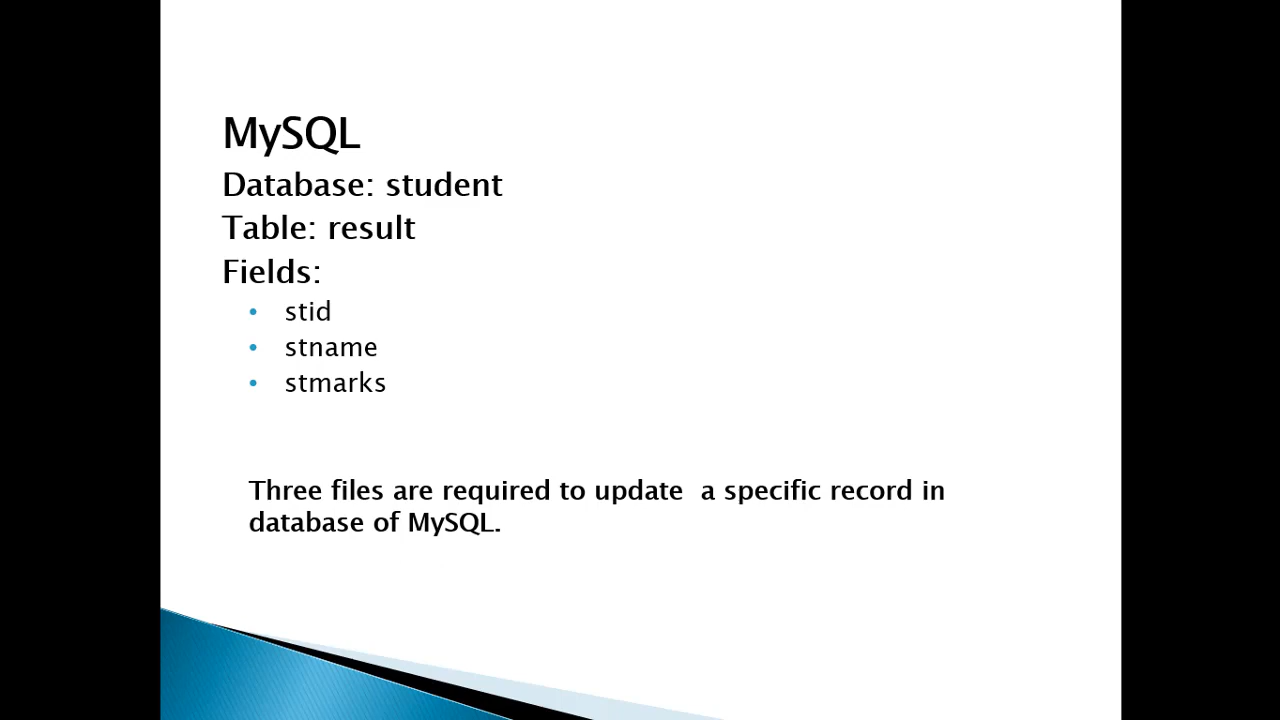 MySQL
Database: student
Table: result
Fields:
• stid
• stname
• stmarks
Three files are required to update  a specific record in
database of MySQL.